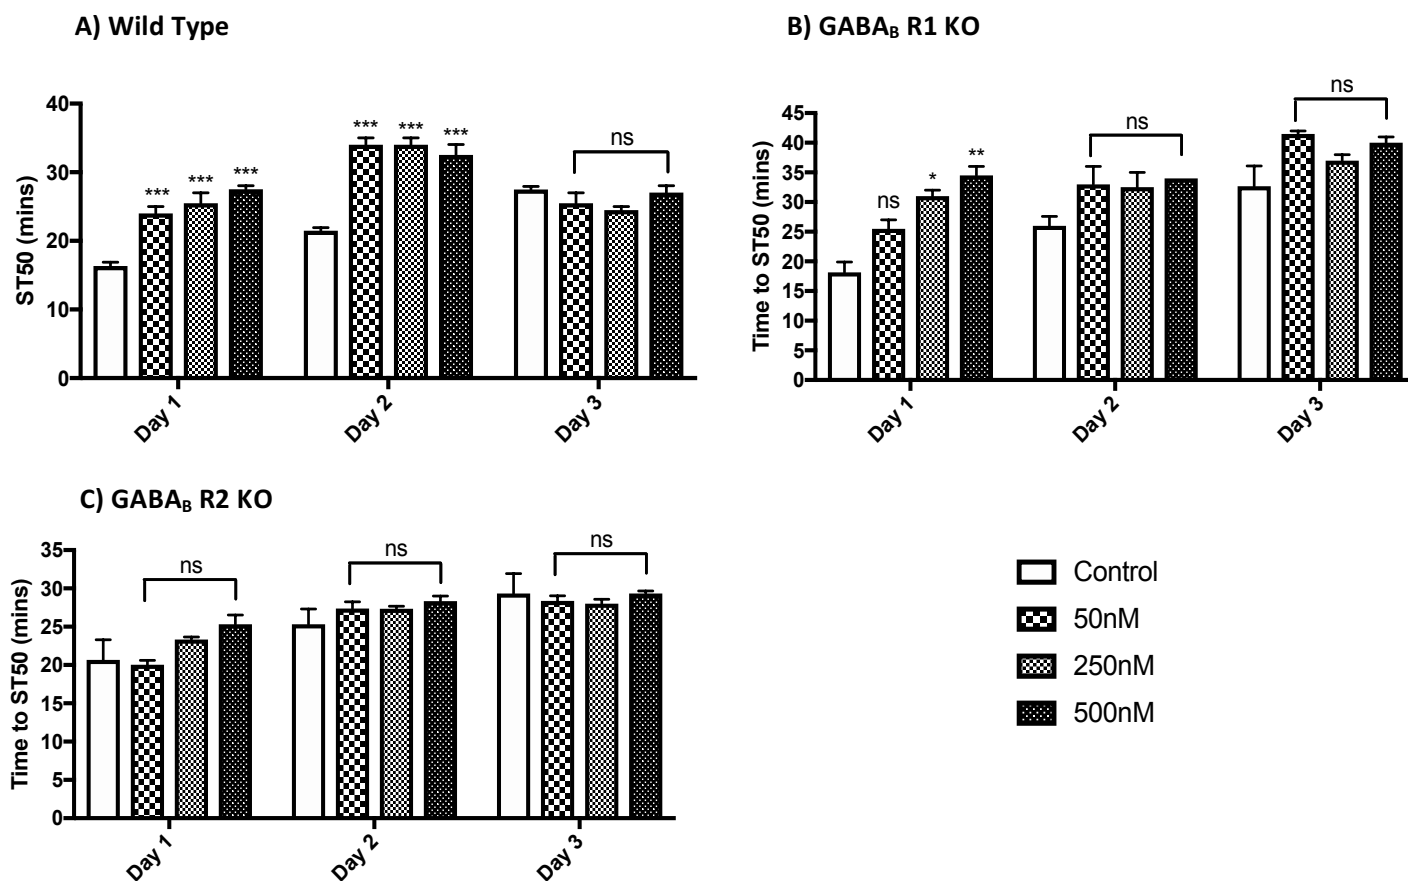 A) Wild Type
ST50 (mins)
40
30
20
10
0
*** *** ***
*** *** ***
ns
Day 1
Day 2
Day 3
B) GABA_B R1 KO
Time to ST50 (mins)
45
40
35
30
25
20
15
10
5
0
ns * **
ns
ns
Day 1
Day 2
Day 3
C) GABA_B R2 KO
Time to ST50 (mins)
35
30
25
20
15
10
5
0
ns
ns
ns
Day 1
Day 2
Day 3
Control
50nM
250nM
500nM